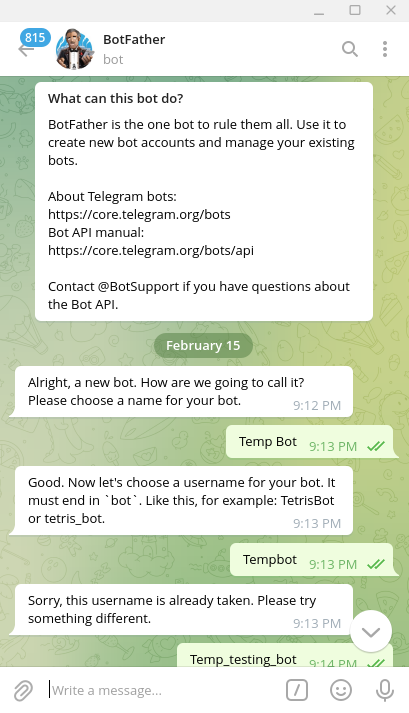 815
BotFather
bot
What can this bot do?
BotFather is the one bot to rule them all. Use it to
create new bot accounts and manage your existing
bots.
About Telegram bots:
https://core.telegram.org/bots
Bot API manual:
https://core.telegram.org/bots/api
Contact @BotSupport if you have questions about
the Bot API.
February 15
Alright, a new bot. How are we going to call it?
Please choose a name for your bot.
9:12 PM
Temp Bot
9:13 PM
Good. Now let's choose a username for your bot. It
must end in `bot`. Like this, for example: TetrisBot
or tetris_bot.
9:13 PM
Tempbot
9:13 PM
Sorry, this username is already taken. Please try
something different.
9:13 PM
Temp_testing_bot
9:14 PM
Write a message...